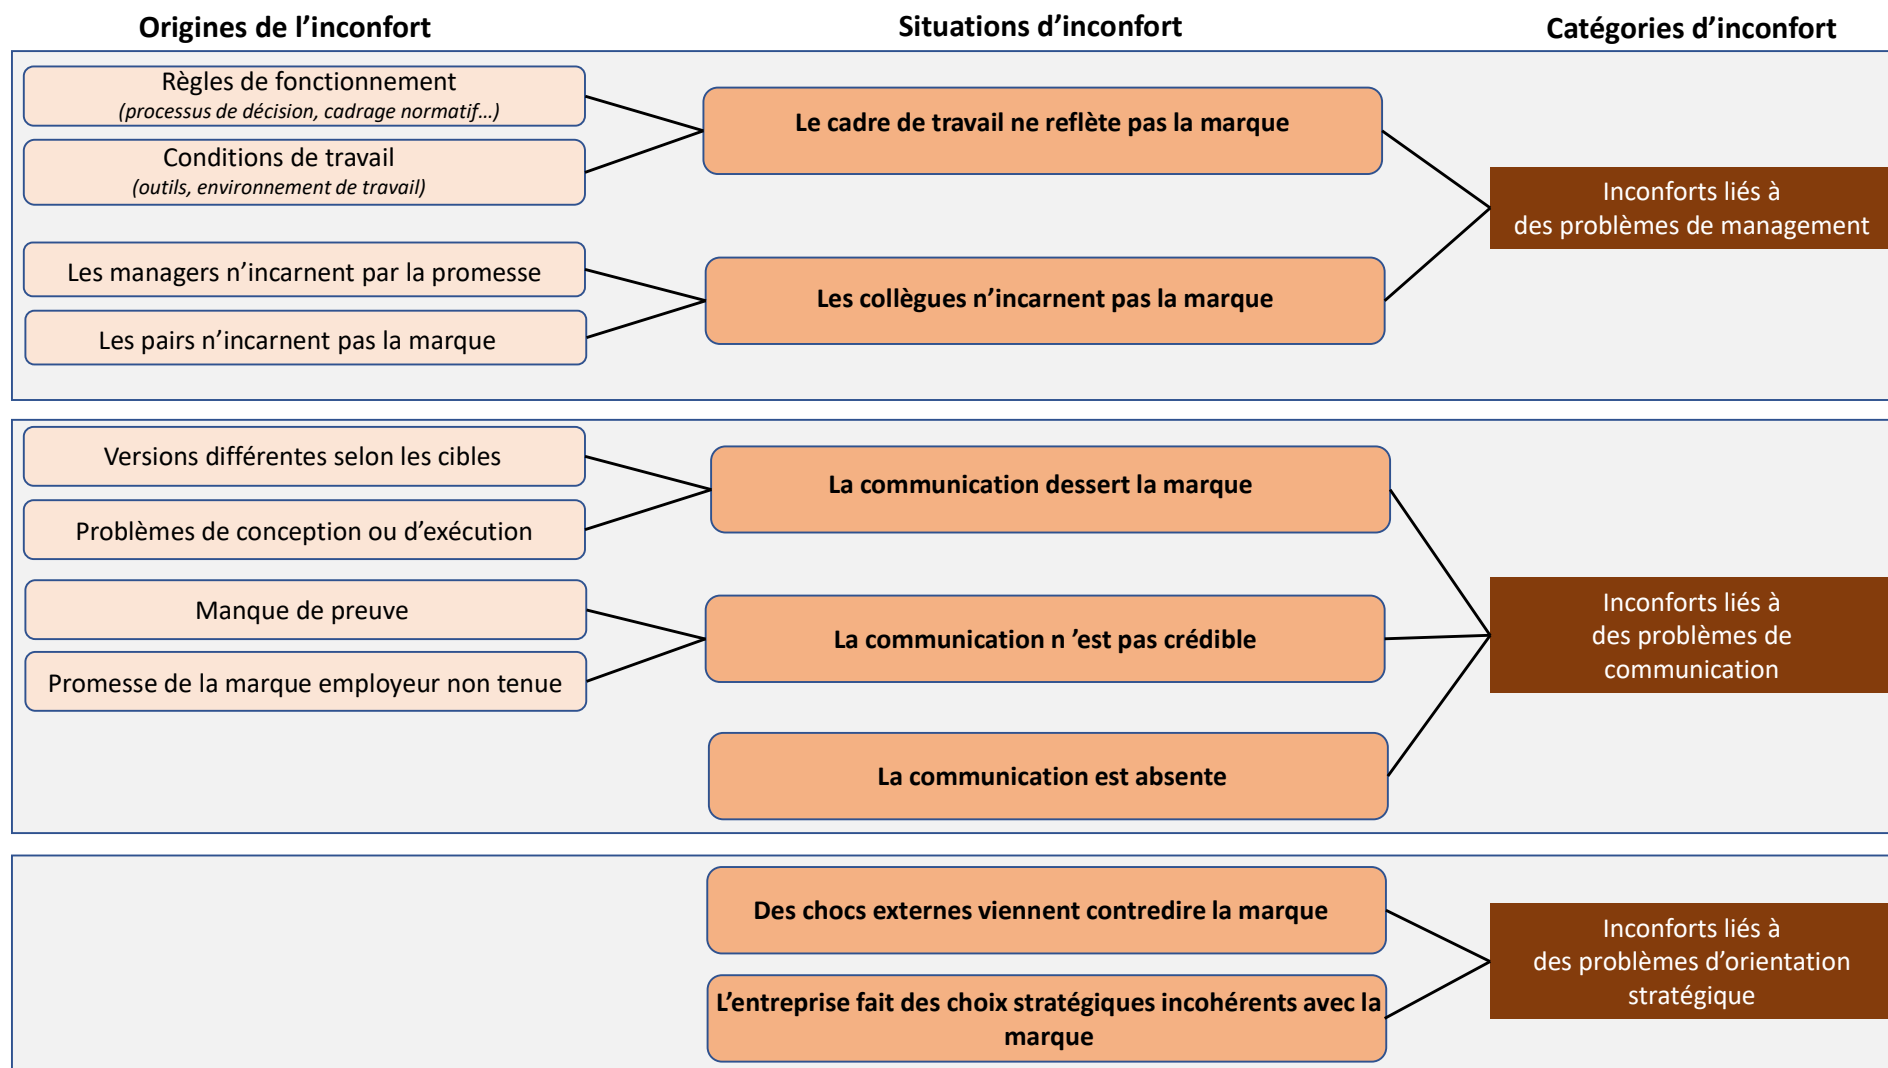 Origines de l’inconfort
Situations d’inconfort
Catégories d’inconfort
Règles de fonctionnement
(processus de décision, cadrage normatif…)
Conditions de travail
(outils, environnement de travail)
Le cadre de travail ne reflète pas la marque
Les managers n’incarnent par la promesse
Les pairs n’incarnent pas la marque
Les collègues n’incarnent pas la marque
Inconforts liés à
des problèmes de management
Versions différentes selon les cibles
Problèmes de conception ou d’exécution
La communication dessert la marque
Manque de preuve
Promesse de la marque employeur non tenue
La communication n ’est pas crédible
La communication est absente
Inconforts liés à
des problèmes de
communication
Des chocs externes viennent contredire la marque
L’entreprise fait des choix stratégiques incohérents avec la
marque
Inconforts liés à
des problèmes d’orientation
stratégique